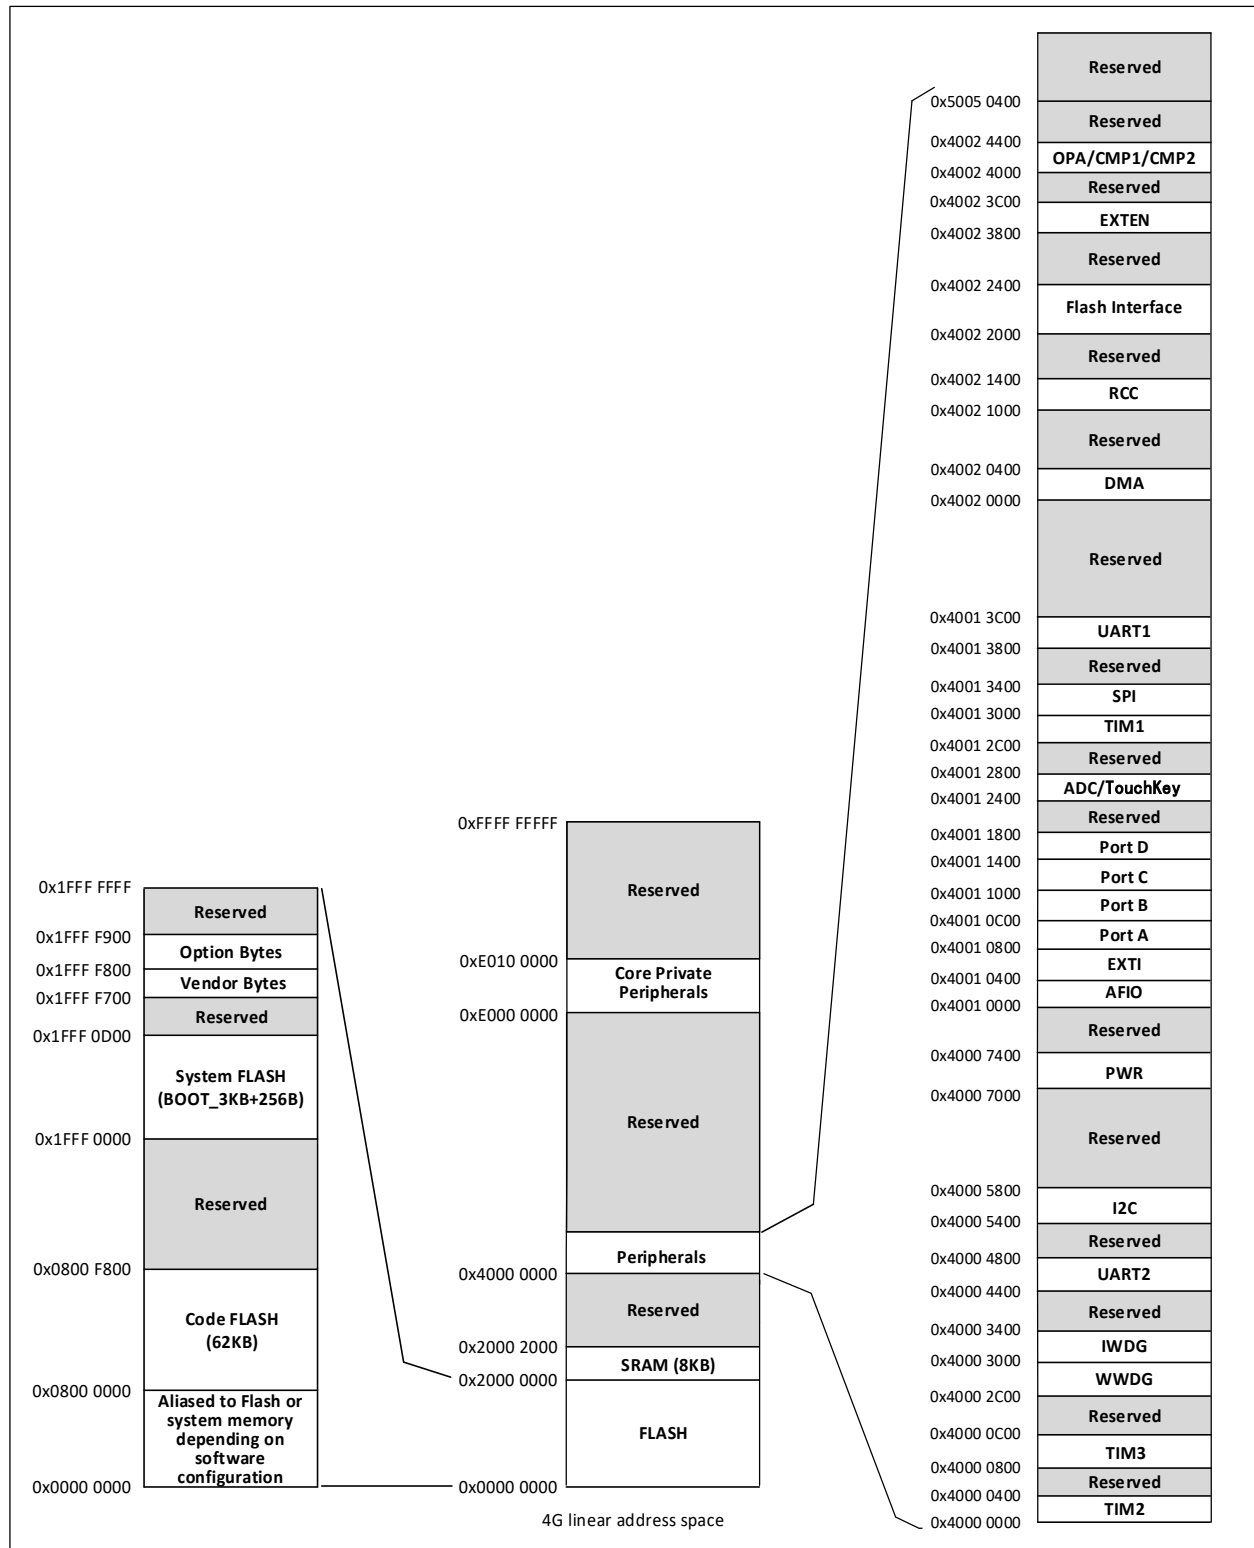 Reserved
0x5005 0400
Reserved
0x4002 4400
OPA/CMP1/CMP2
0x4002 4000
Reserved
0x4002 3C00
EXTEN
0x4002 3800
Reserved
0x4002 2400
Flash Interface
0x4002 2000
Reserved
0x4002 1400
RCC
0x4002 1000
Reserved
0x4002 0400
DMA
0x4002 0000
Reserved
0x4001 3C00
UART1
0x4001 3800
Reserved
0x4001 3400
SPI
0x4001 3000
TIM1
0x4001 2C00
Reserved
0x4001 2800
ADC/TouchKey
0x4001 2400
Reserved
0x4001 1800
Port D
0x4001 1400
Port C
0x4001 1000
Port B
0x4001 0C00
Port A
0x4001 0800
EXTI
0x4001 0400
AFIO
0x4001 0000
Reserved
0x4000 7400
PWR
0x4000 7000
Reserved
0x4000 5800
I2C
0x4000 5400
Reserved
0x4000 4800
UART2
0x4000 4400
Reserved
0x4000 3400
IWDG
0x4000 3000
WWDG
0x4000 2C00
Reserved
0x4000 0C00
TIM3
0x4000 0800
Reserved
0x4000 0400
TIM2
0x4000 0000
0xFFFF FFFFF
Reserved
0xE010 0000
Core Private
Peripherals
0xE000 0000
Reserved
Peripherals
0x4000 0000
Reserved
0x2000 2000
SRAM (8KB)
0x2000 0000
FLASH
0x0000 0000
4G linear address space
0x1FFF FFFF
Reserved
0x1FFF F900
Option Bytes
0x1FFF F800
Vendor Bytes
0x1FFF F700
Reserved
0x1FFF 0D00
System FLASH
(BOOT_3KB+256B)
0x1FFF 0000
Reserved
0x0800 F800
Code FLASH
(62KB)
0x0800 0000
Aliased to Flash or
system memory
depending on
software
configuration
0x0000 0000